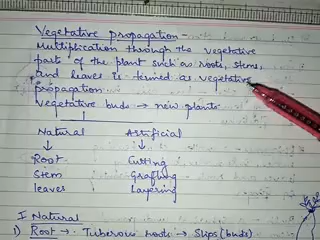 Vegetative propagation -
Multiplication through the vegetative
part of the plant such as roots, stems,
and leaves is termed as vegetative
propagation.
Vegetative buds → new plants
Natural Artificial
↓ ↓
Root Cutting
Stem Grafting
leaves Layering
I Natural
1) Root → Tuberous roots → Slips (buds)